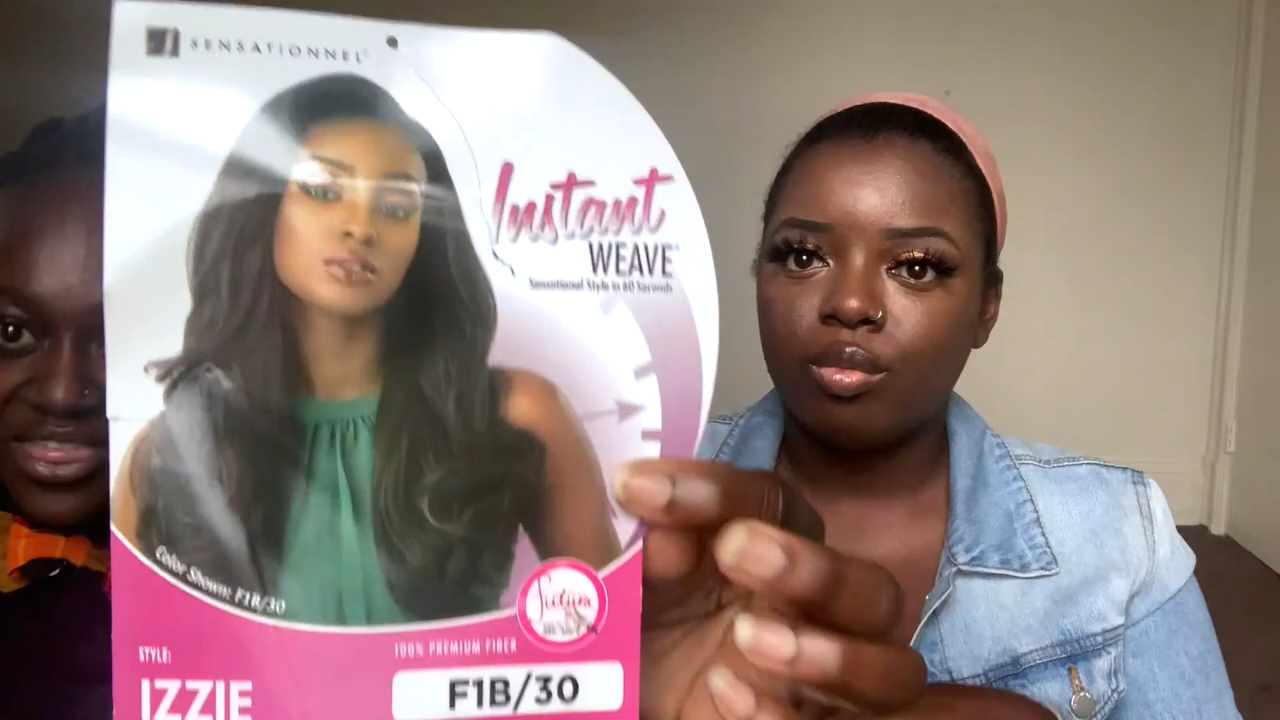 SENSATIONNEL
Instant
WEAVE
Sensational Style in 60 Seconds
Color Shown: F1B/30
STYLE:
100% PREMIUM FIBER
IZZIE
F1B/30